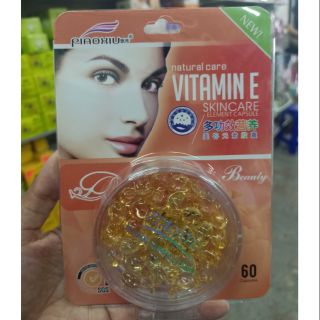 PIAOXIU
NEW!
natural care
VITAMIN E
SKINCARE
ELEMENT CAPSULE
多功效营养
Beauty
SGS
60